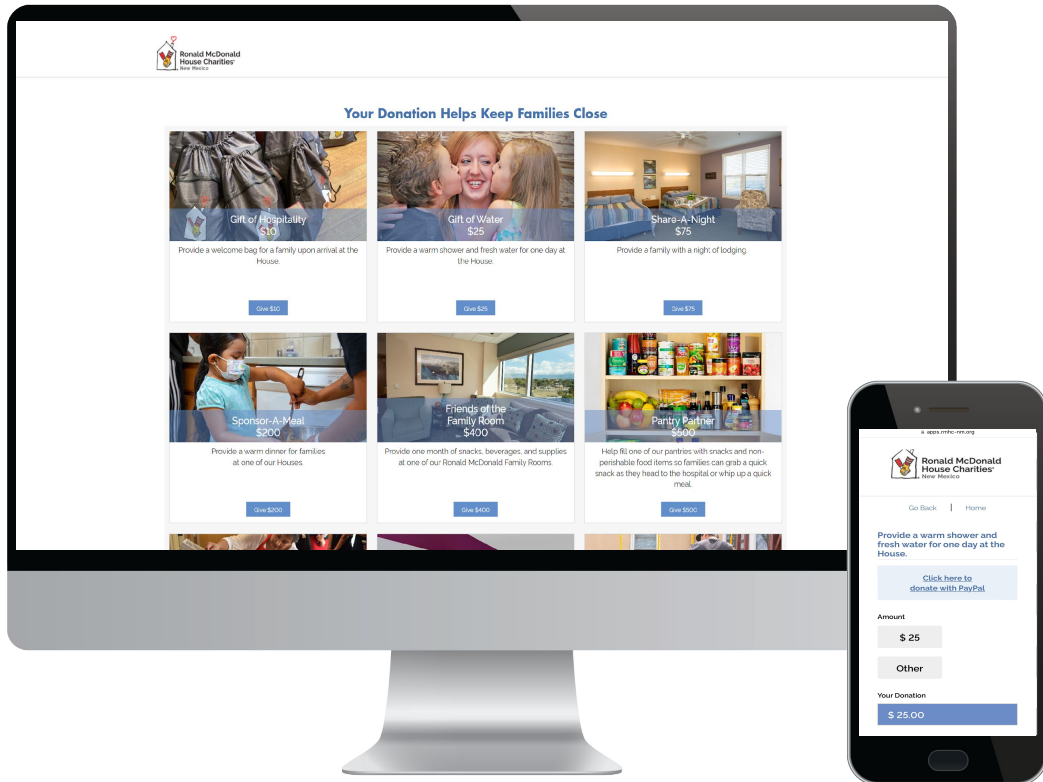 Ronald McDonald
House Charities
New Mexico
Your Donation Helps Keep Families Close
Gift of Hospitality
$10
Provide a welcome bag for a family upon arrival at the
House.
Give $10
Gift of Water
$25
Provide a warm shower and fresh water for one day at
the House.
Give $25
Share-A-Night
$75
Provide a family with a night of lodging.
Give $75
Sponsor-A-Meal
$200
Provide a warm dinner for families
at one of our Houses.
Give $200
Friends of the
Family Room
$400
Provide one month of snacks, beverages, and supplies
at one of our Ronald McDonald Family Rooms.
Give $400
Pantry Partner
$500
Help fill one of our pantries with snacks and non-
perishable food items so families can grab a quick
snack as they head to the hospital or whip up a quick
meal.
Give $500
apps.rmhc-nm.org
Ronald McDonald
House Charities®
New Mexico
Go Back | Home
Provide a warm shower and
fresh water for one day at the
House.
Click here to
donate with PayPal
Amount
$ 25
Other
Your Donation
$ 25.00